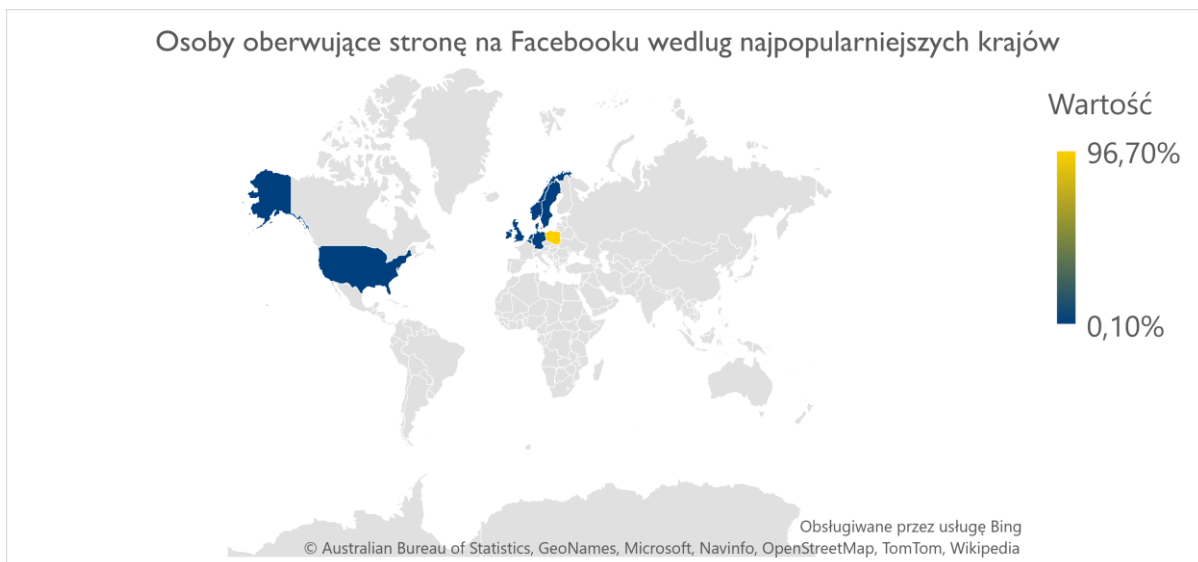 Osoby oberwujące stronę na Facebooku wedlug najpopularniejszych krajów
Wartość
96,70%
0,10%
Obsługiwane przez usługę Bing
© Australian Bureau of Statistics, GeoNames, Microsoft, Navinfo, OpenStreetMap, TomTom, Wikipedia